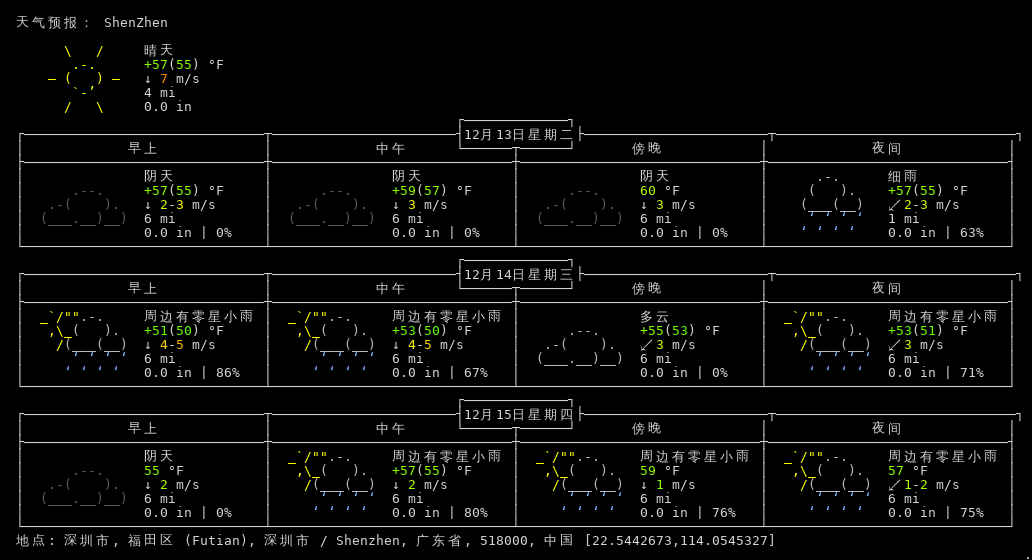 天气预报: ShenZhen
晴天
+57(55) °F
↓ 7 m/s
4 mi
0.0 in
12月13日星期二
早上 中午 傍晚 夜间
阴天 阴天 阴天 细雨
+57(55) °F +59(57) °F 60 °F +57(55) °F
↓ 2-3 m/s ↓ 3 m/s ↓ 3 m/s ↙ 2-3 m/s
6 mi 6 mi 6 mi 1 mi
0.0 in | 0% 0.0 in | 0% 0.0 in | 0% 0.0 in | 63%
12月14日星期三
早上 中午 傍晚 夜间
周边有零星小雨 周边有零星小雨 多云 周边有零星小雨
+51(50) °F +53(50) °F +55(53) °F +53(51) °F
↓ 4-5 m/s ↓ 4-5 m/s ↙ 3 m/s ↙ 3 m/s
6 mi 6 mi 6 mi 6 mi
0.0 in | 86% 0.0 in | 67% 0.0 in | 0% 0.0 in | 71%
12月15日星期四
早上 中午 傍晚 夜间
阴天 周边有零星小雨 周边有零星小雨 周边有零星小雨
55 °F +57(55) °F 59 °F 57 °F
↓ 2 m/s ↓ 2 m/s ↓ 1 m/s ↙ 1-2 m/s
6 mi 6 mi 6 mi 6 mi
0.0 in | 0% 0.0 in | 80% 0.0 in | 76% 0.0 in | 75%
地点: 深圳市, 福田区 (Futian), 深圳市 / Shenzhen, 广东省, 518000, 中国 [22.5442673,114.0545327]